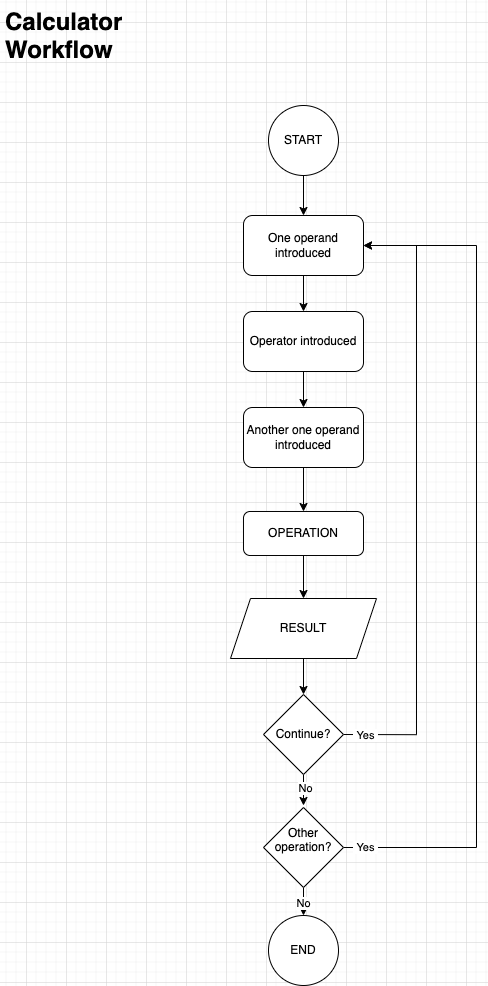 Calculator
Workflow
START
One operand
introduced
Operator introduced
Another one operand
introduced
OPERATION
RESULT
Continue?
Yes
No
Other
operation?
Yes
No
END